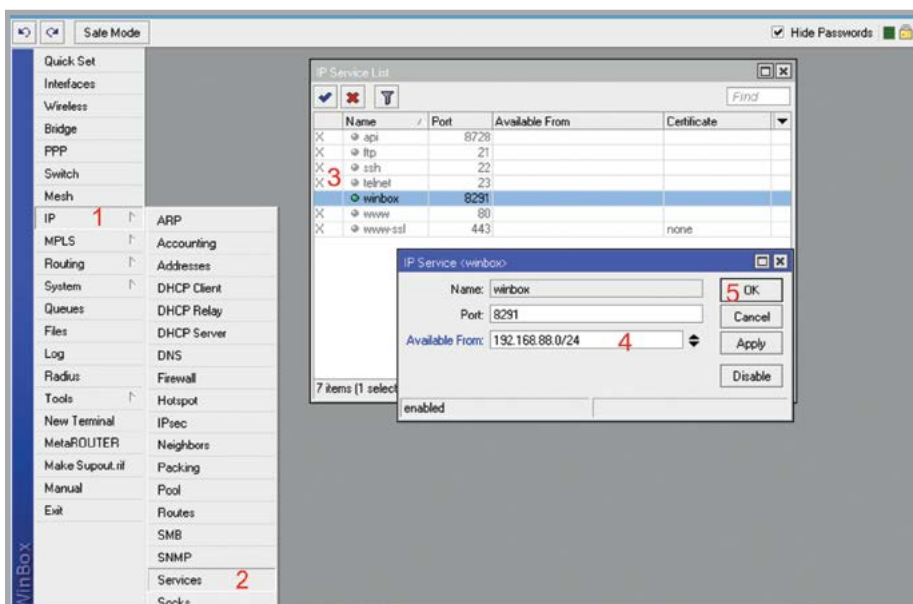 Safe Mode
Hide Passwords
Quick Set
Interfaces
Wireless
Bridge
PPP
Switch
Mesh
IP 1
MPLS
Routing
System
Queues
Files
Log
Radius
Tools
New Terminal
MetaROUTER
Make Supout.rif
Manual
Exit
WinBox
ARP
Accounting
Addresses
DHCP Client
DHCP Relay
DHCP Server
DNS
Firewall
Hotspot
IPsec
Neighbors
Packing
Pool
Routes
SMB
SNMP
Services 2
Socks
IP Service List
Find
Name / Port Available From Certificate
X api 8728
X ftp 21
X ssh 22
3
X telnet 23
winbox 8291
X www 80
X www-ssl 443 none
7 items (1 select
IP Service <winbox>
Name: winbox
5 OK
Port: 8291
Cancel
Available From: 192.168.88.0/24 4
Apply
Disable
enabled